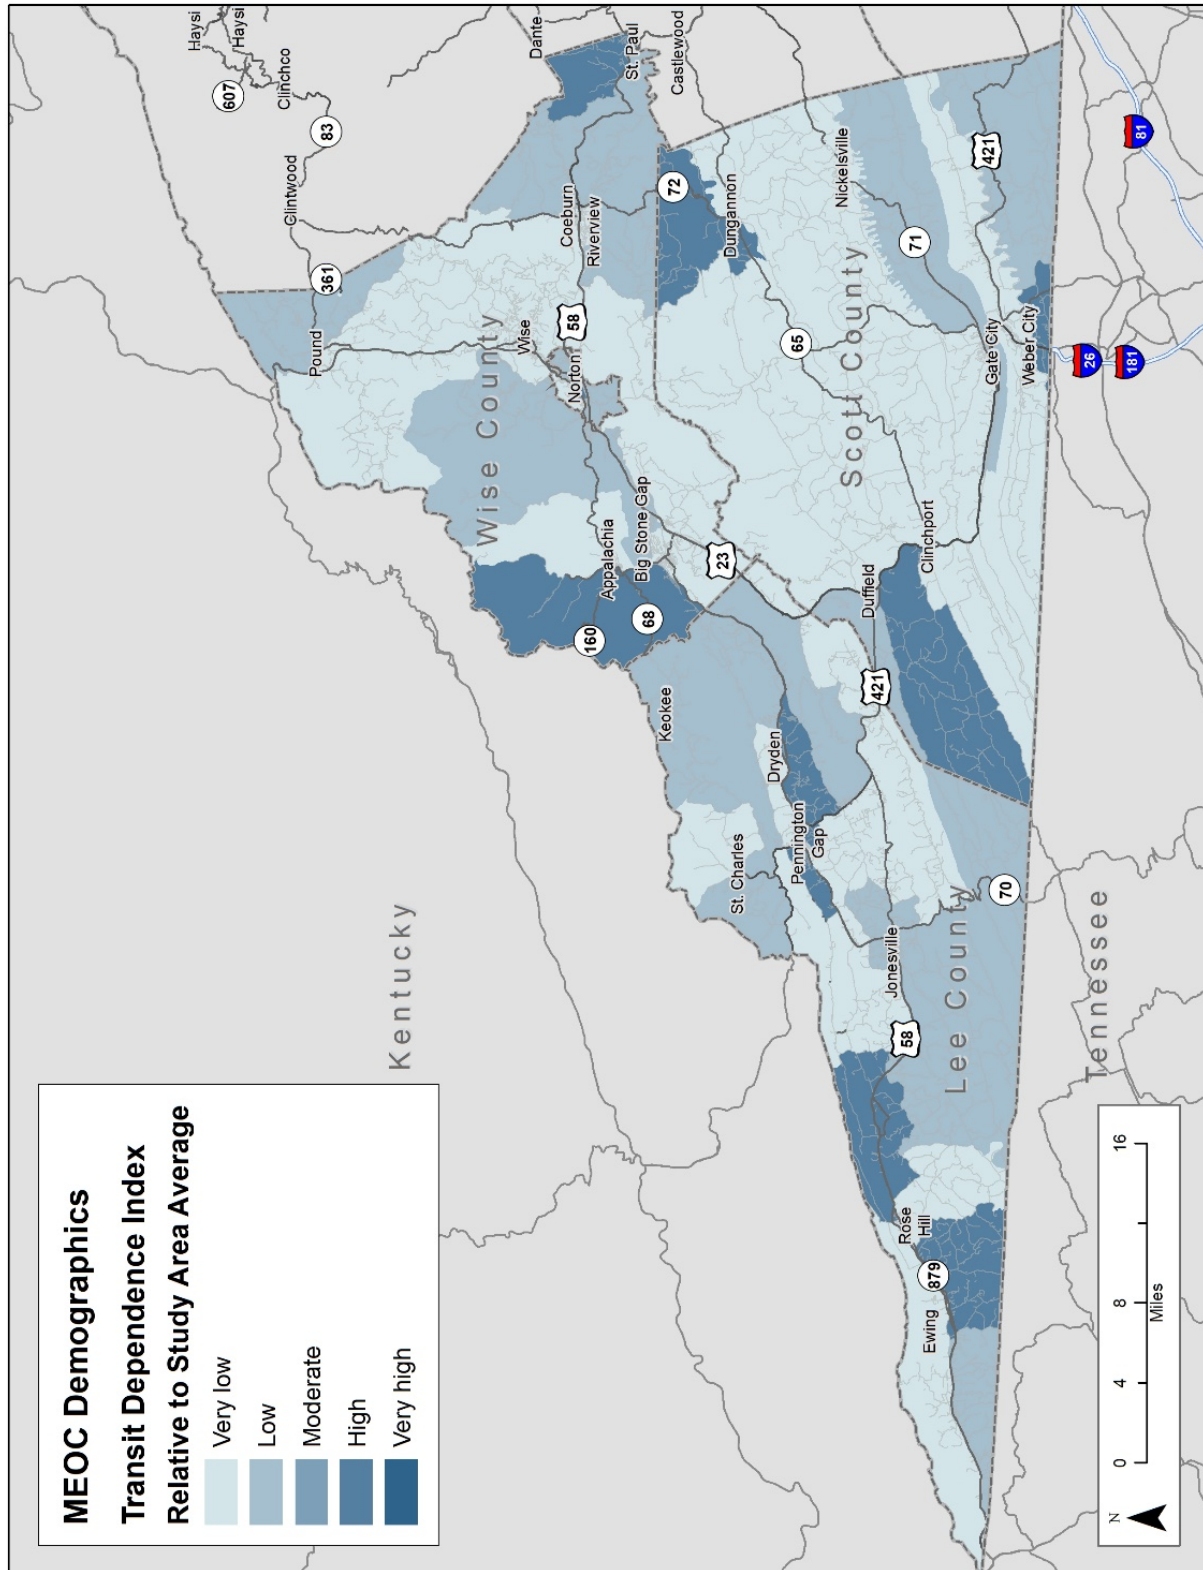 MEOC Demographics
Transit Dependence Index
Relative to Study Area Average
Very low
Low
Moderate
High
Very high
Kentucky
Haysi
Haysi
607
Clinchco
83
Clintwood
361
Pound
Dante
St. Paul
Castlewood
Coeburn
Riverview
58
Wise
Norton
Wise County
72
Dungannon
Nickelsville
71
421
81
65
Scott County
Gate City
Weber City
26
181
Appalachia
Big Stone Gap
160
68
23
Clinchport
Duffield
421
Keokee
Dryden
Pennington
Gap
St. Charles
Jonesville
58
70
Lee County
Tennessee
Rose
Hill
879
Ewing
N
0
4
8
16
Miles